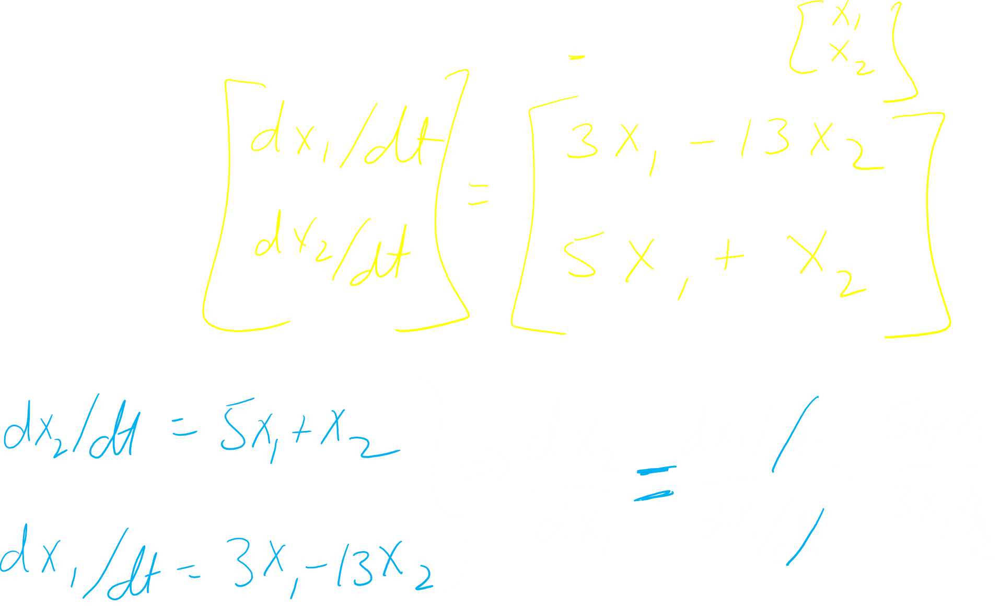 = [x₁
x₂]
[dx₁/dt] = [3x₁ - 13x₂]
[dx₂/dt] [5x₁ + x₂]
dx₂/dt = 5x₁ + x₂ = /
dx₁/dt = 3x₁ - 13x₂ /